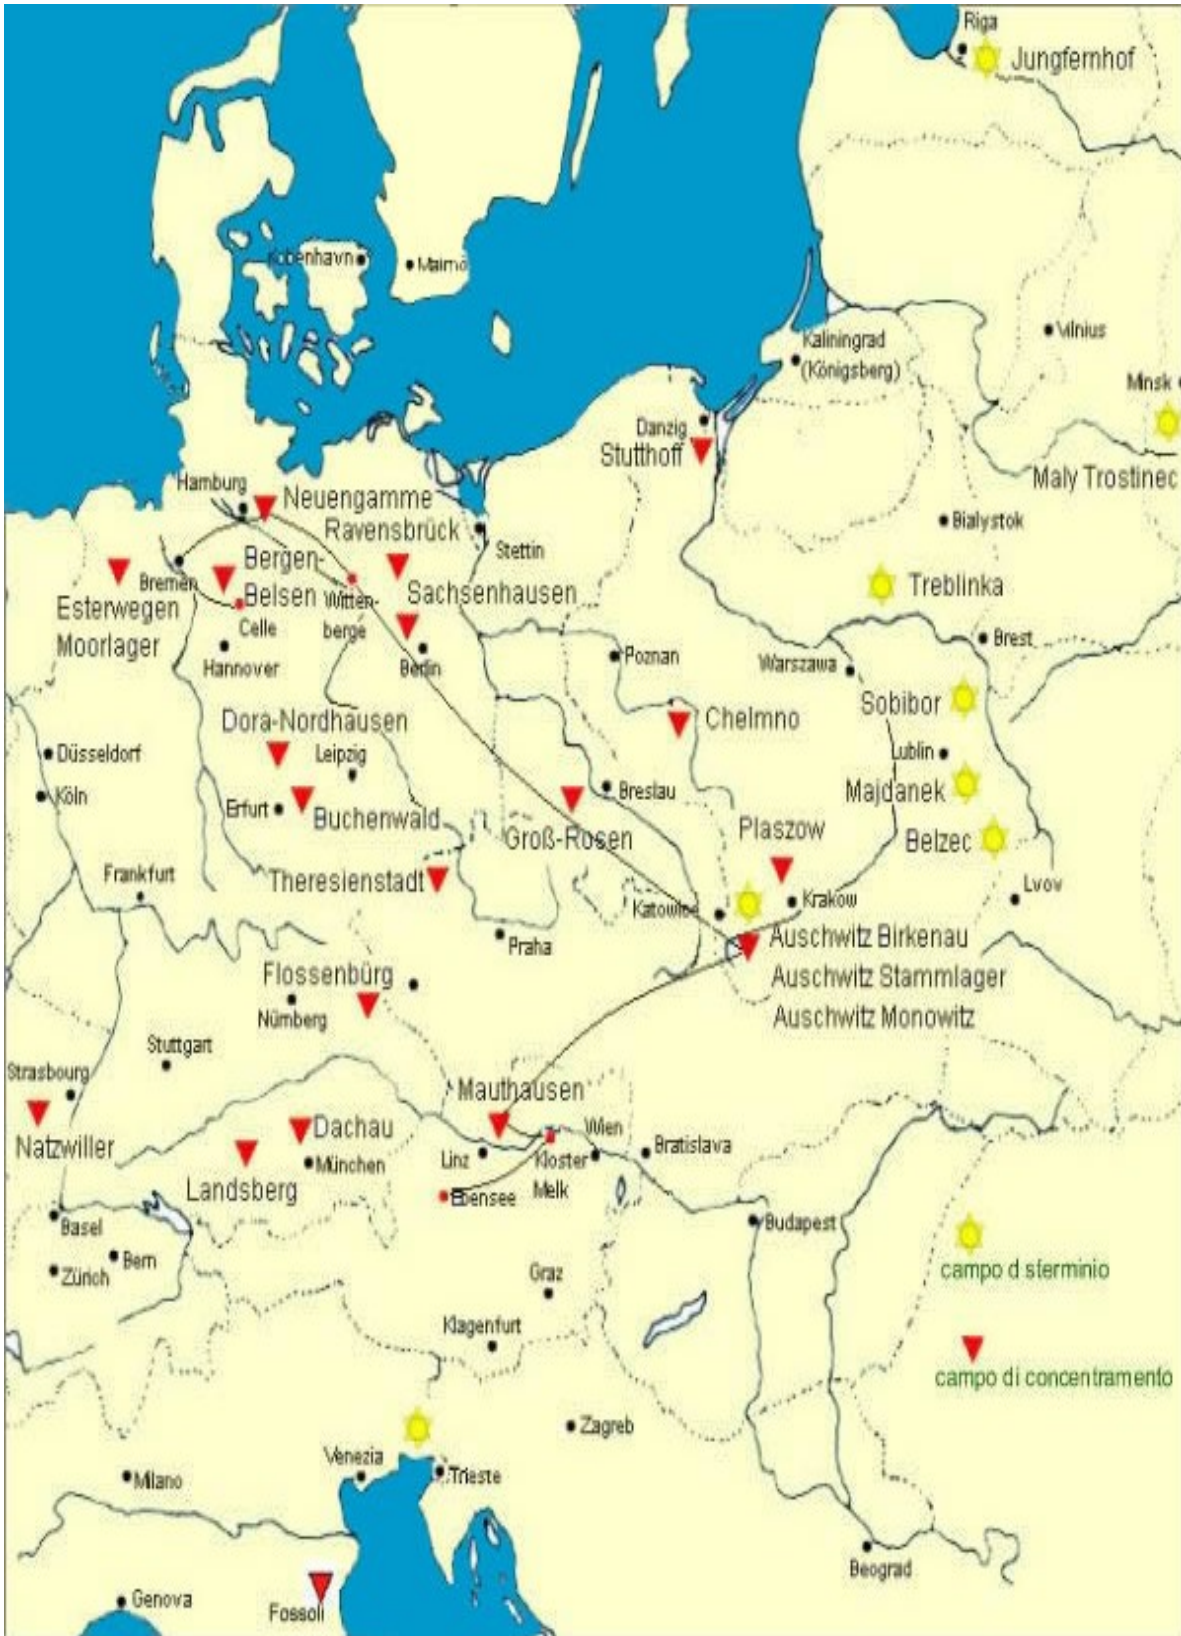 Riga
Jungfernhof
København
Malmö
Kaliningrad
(Königsberg)
Vilnius
Minsk
Danzig
Stutthoff
Maly Trostinec
Hamburg
Neuengamme
Ravensbrück
Stettin
Bialystok
Bremen
Bergen-
Belsen
Esterwegen
Moorlager
Celle
Witten-
berge
Sachsenhausen
Treblinka
Hannover
Berlin
Poznan
Warszawa
Brest
Sobibor
Dora-Nordhausen
Chelmno
Düsseldorf
Leipzig
Lublin
Köln
Erfurt
Buchenwald
Breslau
Majdanek
Groß-Rosen
Plaszow
Belzec
Frankfurt
Theresienstadt
Katowice
Krakow
Lvov
Praha
Auschwitz Birkenau
Auschwitz Stammlager
Auschwitz Monowitz
Flossenbürg
Nürnberg
Stuttgart
Strasbourg
Natzwiller
Mauthausen
Dachau
München
Landsberg
Linz
Wien
Kloster
Melk
Bratislava
Ebensee
Basel
Bern
Zürich
Budapest
Graz
Klagenfurt
campo d sterminio
campo di concentramento
Zagreb
Venezia
Trieste
Milano
Beograd
Genova
Fossoli